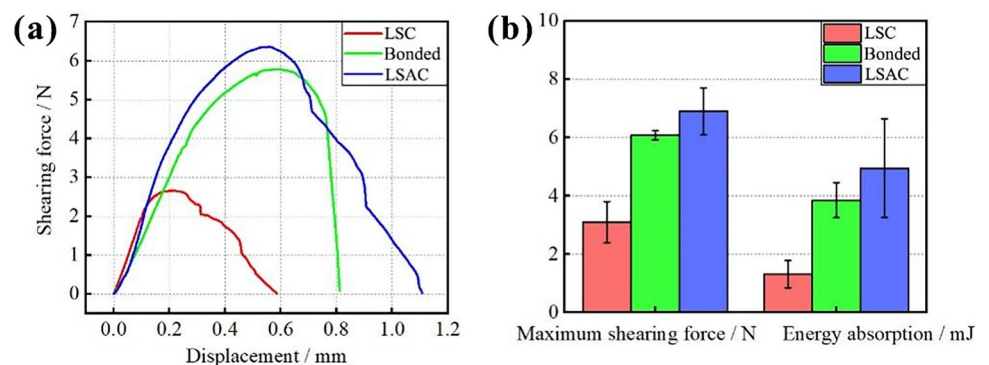 (a)
LSC
Bonded
LSAC
7
6
5
4
3
2
1
0
Shearing force / N
0.0 0.2 0.4 0.6 0.8 1.0 1.2
Displacement / mm
(b)
LSC
Bonded
LSAC
10
8
6
4
2
0
Maximum shearing force / N Energy absorption / mJ